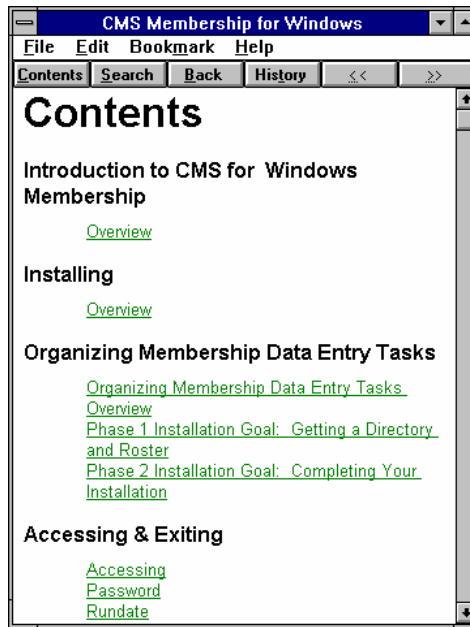 CMS Membership for Windows
File Edit Bookmark Help
Contents Search Back History << >>
Contents
Introduction to CMS for Windows
Membership
Overview
Installing
Overview
Organizing Membership Data Entry Tasks
Organizing Membership Data Entry Tasks
Overview
Phase 1 Installation Goal: Getting a Directory
and Roster
Phase 2 Installation Goal: Completing Your
Installation
Accessing & Exiting
Accessing
Password
Rundate